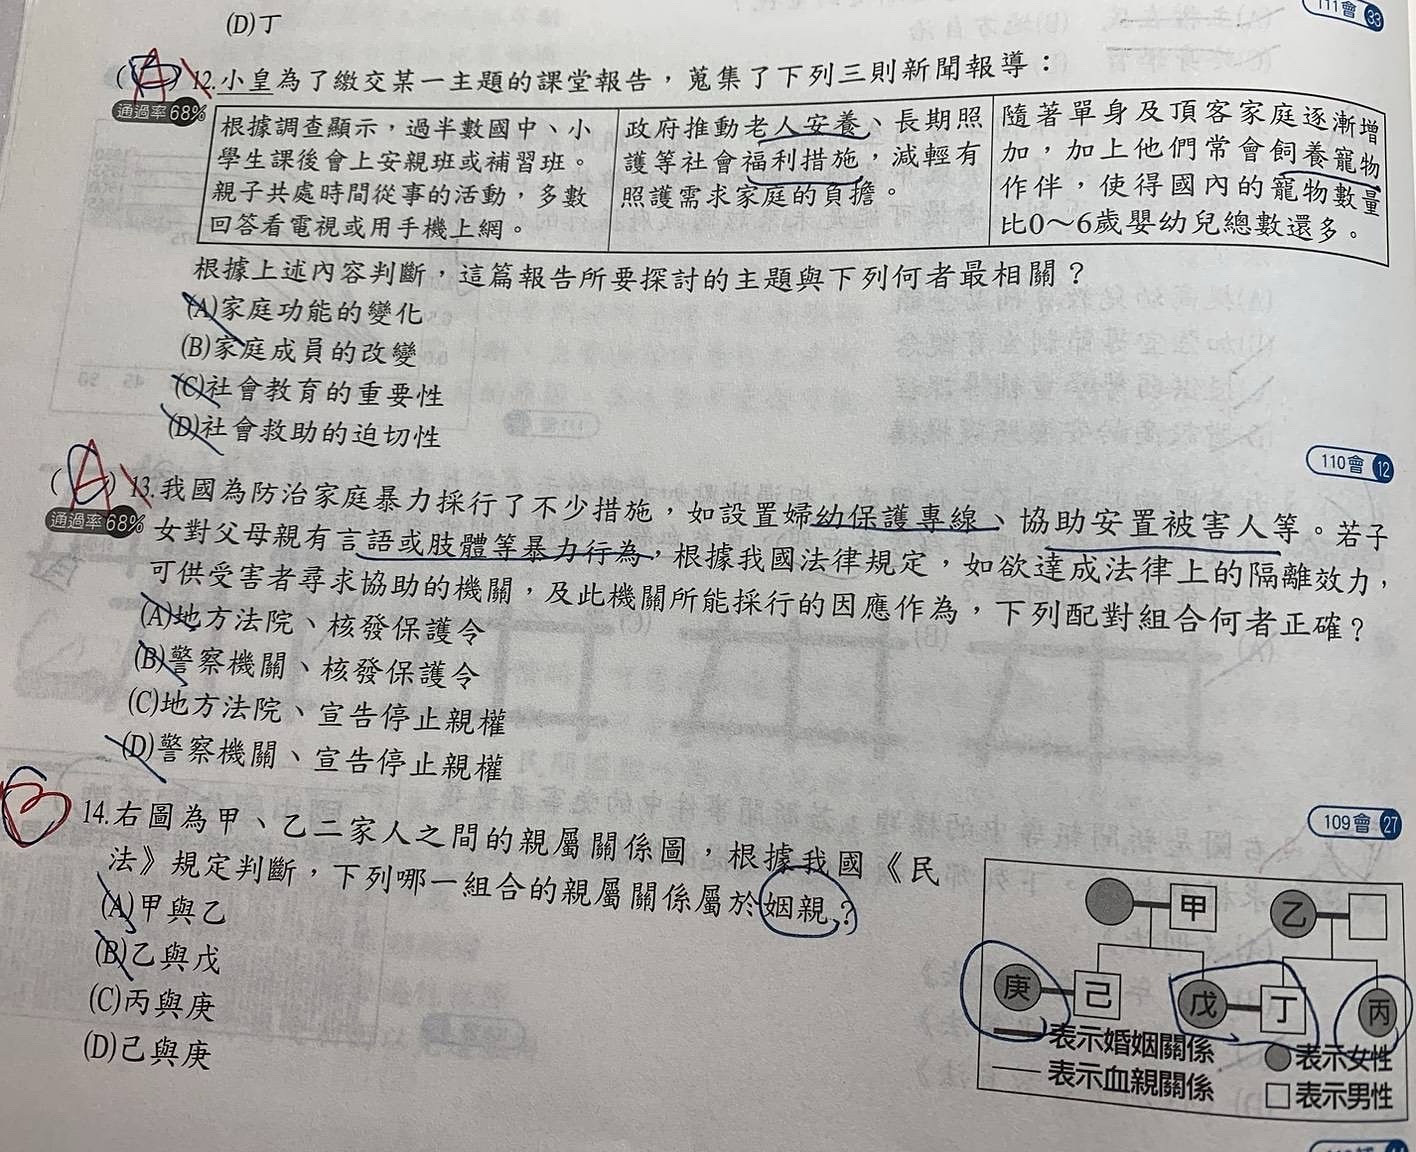 (D)丁
111會 33
(A) 12.小皇為了繳交某一主題的課堂報告，蒐集了下列三則新聞報導：
通過率68%
根據調查顯示，過半數國中、小
學生課後會上安親班或補習班。
親子共處時間從事的活動，多數
回答看電視或用手機上網。
政府推動老人安養、長期照
護等社會福利措施，減輕有
照護需求家庭的負擔。
隨著單身及頂客家庭逐漸增
加，加上他們常會飼養寵物
作伴，使得國內的寵物數量
比0～6歲嬰幼兒總數還多。
根據上述內容判斷，這篇報告所要探討的主題與下列何者最相關？
(A)家庭功能的變化
(B)家庭成員的改變
(C)社會教育的重要性
(D)社會救助的迫切性
110會 12
(A) 13.我國為防治家庭暴力採行了不少措施，如設置婦幼保護專線、協助安置被害人等。若子
通過率68%
女對父母親有言語或肢體等暴力行為，根據我國法律規定，如欲達成法律上的隔離效力，
可供受害者尋求協助的機關，及此機關所能採行的因應作為，下列配對組合何者正確？
(A)地方法院、核發保護令
(B)警察機關、核發保護令
(C)地方法院、宣告停止親權
(D)警察機關、宣告停止親權
109會 27
B 14.右圖為甲、乙二家人之間的親屬關係圖，根據我國《民
法》規定判斷，下列哪一組合的親屬關係屬於姻親？
(A)甲與乙
(B)乙與戊
(C)丙與庚
(D)己與庚
甲 乙
庚 己 戊 丁 丙
表示婚姻關係 表示女性
表示血親關係 表示男性